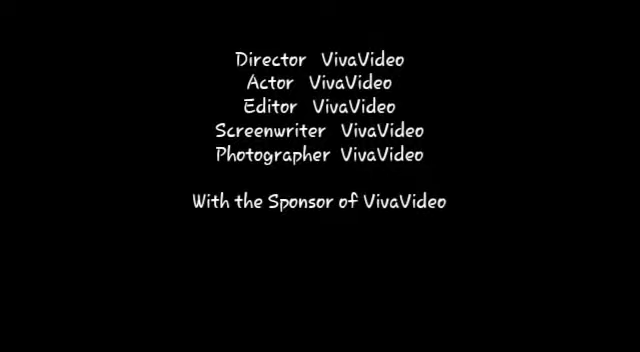 Director VivaVideo
Actor VivaVideo
Editor VivaVideo
Screenwriter VivaVideo
Photographer VivaVideo
With the Sponsor of VivaVideo